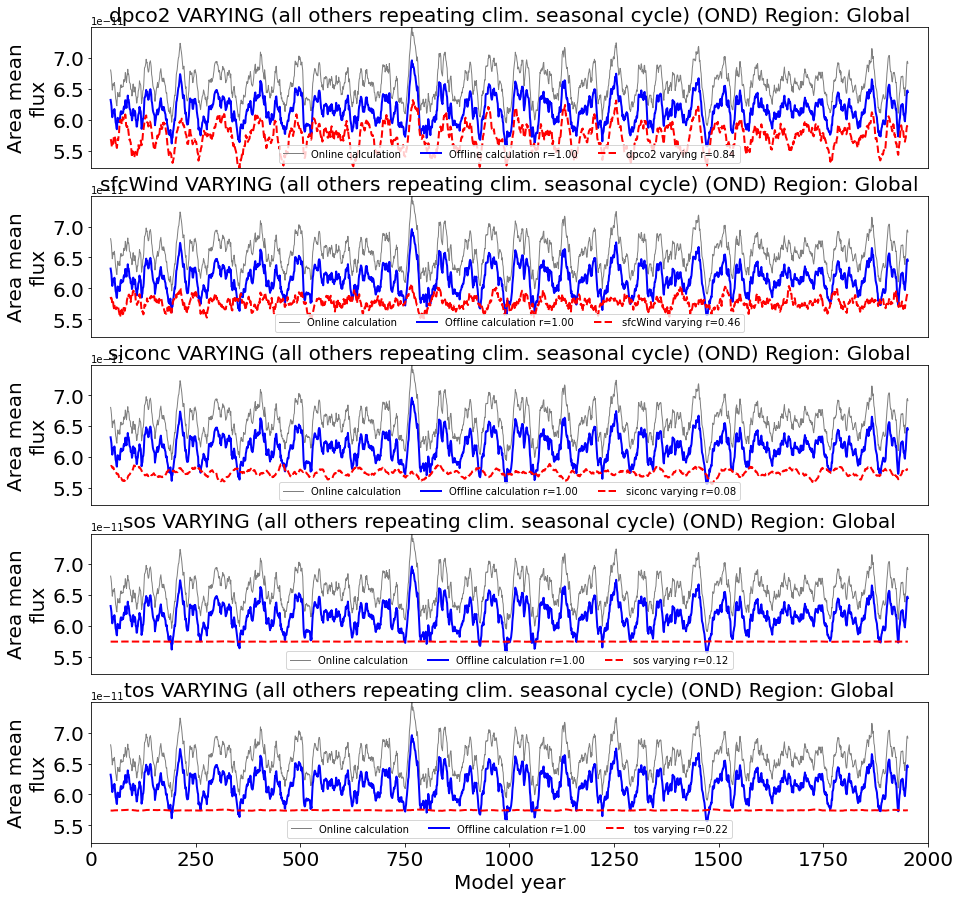 dpco2 VARYING (all others repeating clim. seasonal cycle) (OND) Region: Global
1e−11
Area mean
flux
7.0
6.5
6.0
5.5
Online calculation Offline calculation r=1.00 dpco2 varying r=0.84
sfcWind VARYING (all others repeating clim. seasonal cycle) (OND) Region: Global
1e−11
Area mean
flux
7.0
6.5
6.0
5.5
Online calculation Offline calculation r=1.00 sfcWind varying r=0.46
siconc VARYING (all others repeating clim. seasonal cycle) (OND) Region: Global
1e−11
Area mean
flux
7.0
6.5
6.0
5.5
Online calculation Offline calculation r=1.00 siconc varying r=0.08
sos VARYING (all others repeating clim. seasonal cycle) (OND) Region: Global
1e−11
Area mean
flux
7.0
6.5
6.0
5.5
Online calculation Offline calculation r=1.00 sos varying r=0.12
tos VARYING (all others repeating clim. seasonal cycle) (OND) Region: Global
1e−11
Area mean
flux
7.0
6.5
6.0
5.5
Online calculation Offline calculation r=1.00 tos varying r=0.22
0 250 500 750 1000 1250 1500 1750 2000
Model year